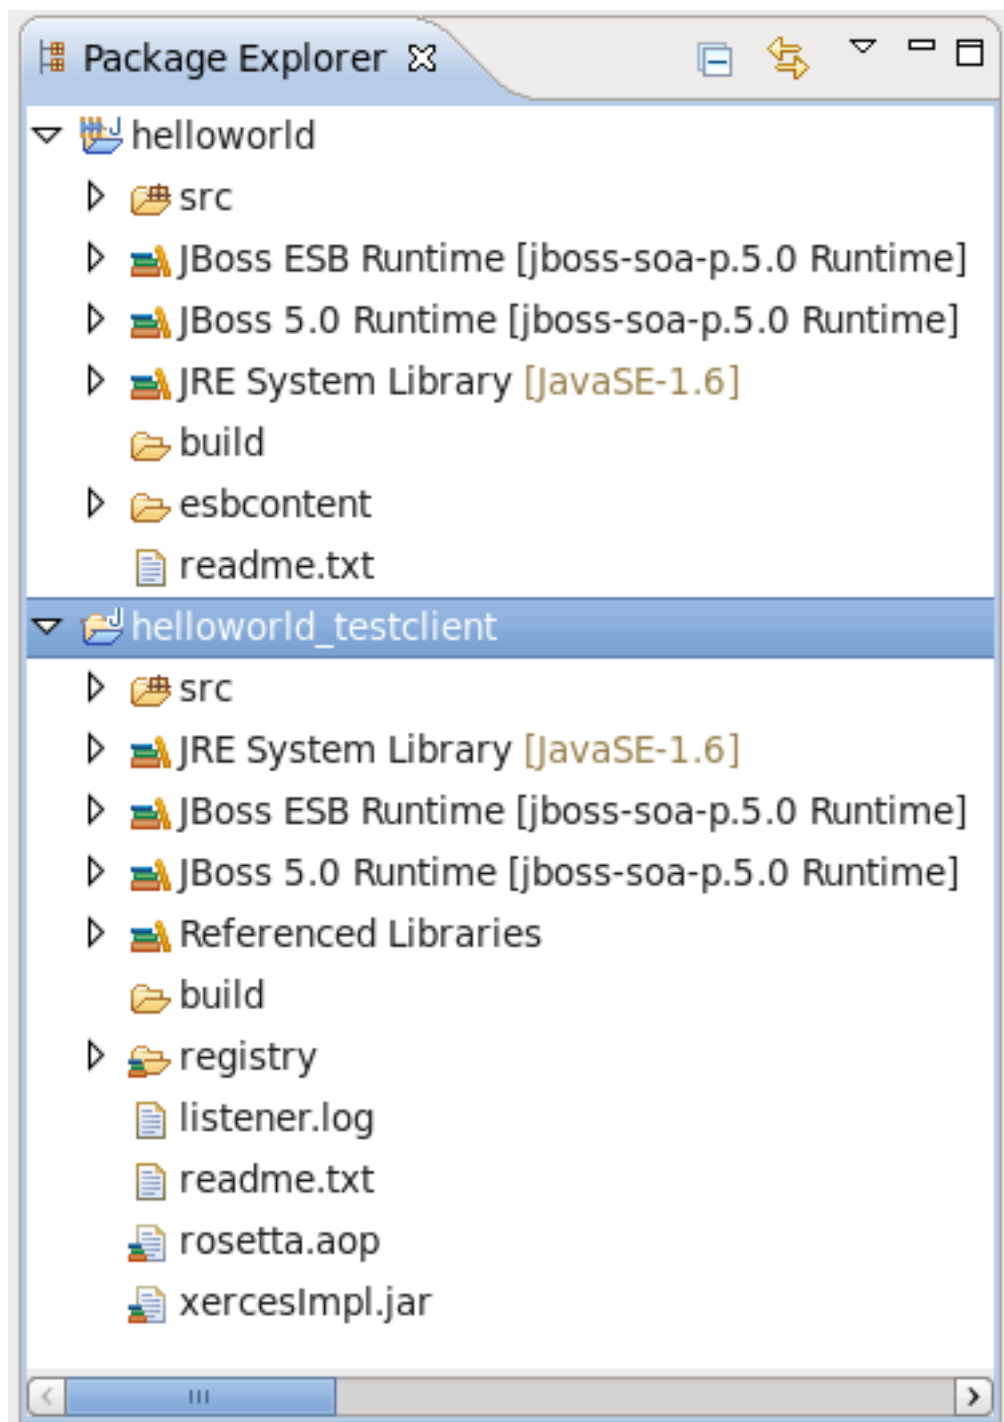 Package Explorer
helloworld
src
JBoss ESB Runtime [jboss-soa-p.5.0 Runtime]
JBoss 5.0 Runtime [jboss-soa-p.5.0 Runtime]
JRE System Library [JavaSE-1.6]
build
esbcontent
readme.txt
helloworld_testclient
src
JRE System Library [JavaSE-1.6]
JBoss ESB Runtime [jboss-soa-p.5.0 Runtime]
JBoss 5.0 Runtime [jboss-soa-p.5.0 Runtime]
Referenced Libraries
build
registry
listener.log
readme.txt
rosetta.aop
xercesImpl.jar